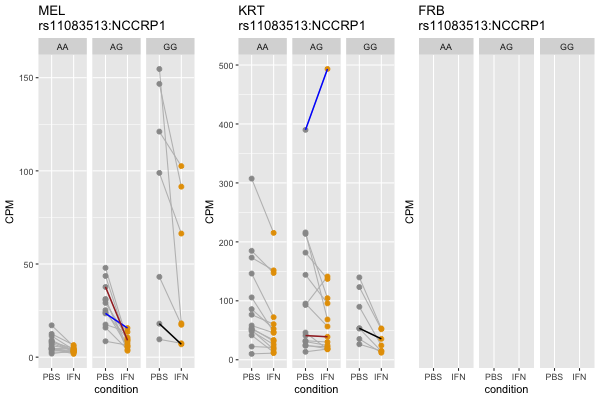 MEL
rs11083513:NCCRP1
AA AG GG
CPM
150
100
50
0
PBS IFN PBS IFN PBS IFN
condition
KRT
rs11083513:NCCRP1
AA AG GG
CPM
500
400
300
200
100
0
PBS IFN PBS IFN PBS IFN
condition
FRB
rs11083513:NCCRP1
AA AG GG
CPM
PBS IFN PBS IFN PBS IFN
condition